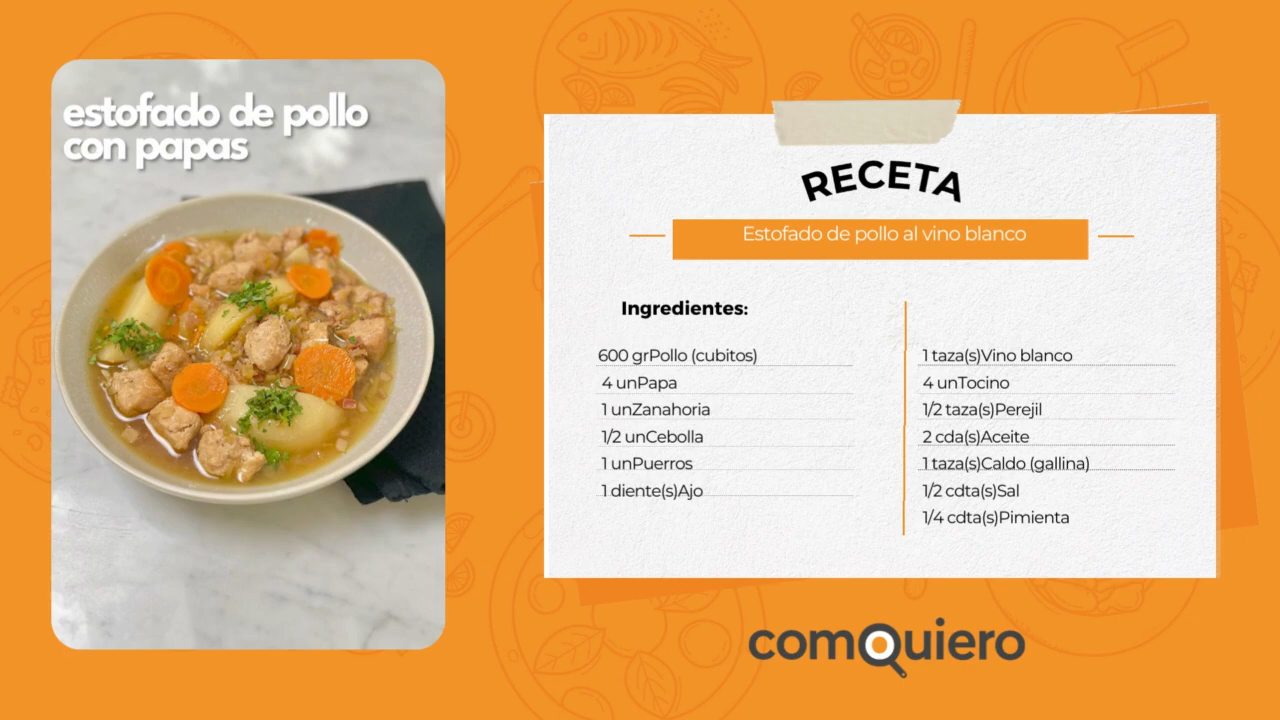 estofado de pollo
con papas
RECETA
Estofado de pollo al vino blanco
Ingredientes:
600 grPollo (cubitos)
4 unPapa
1 unZanahoria
1/2 unCebolla
1 unPuerros
1 diente(s)Ajo
1 taza(s)Vino blanco
4 unTocino
1/2 taza(s)Perejil
2 cda(s)Aceite
1 taza(s)Caldo (gallina)
1/2 cdta(s)Sal
1/4 cdta(s)Pimienta
comQuiero